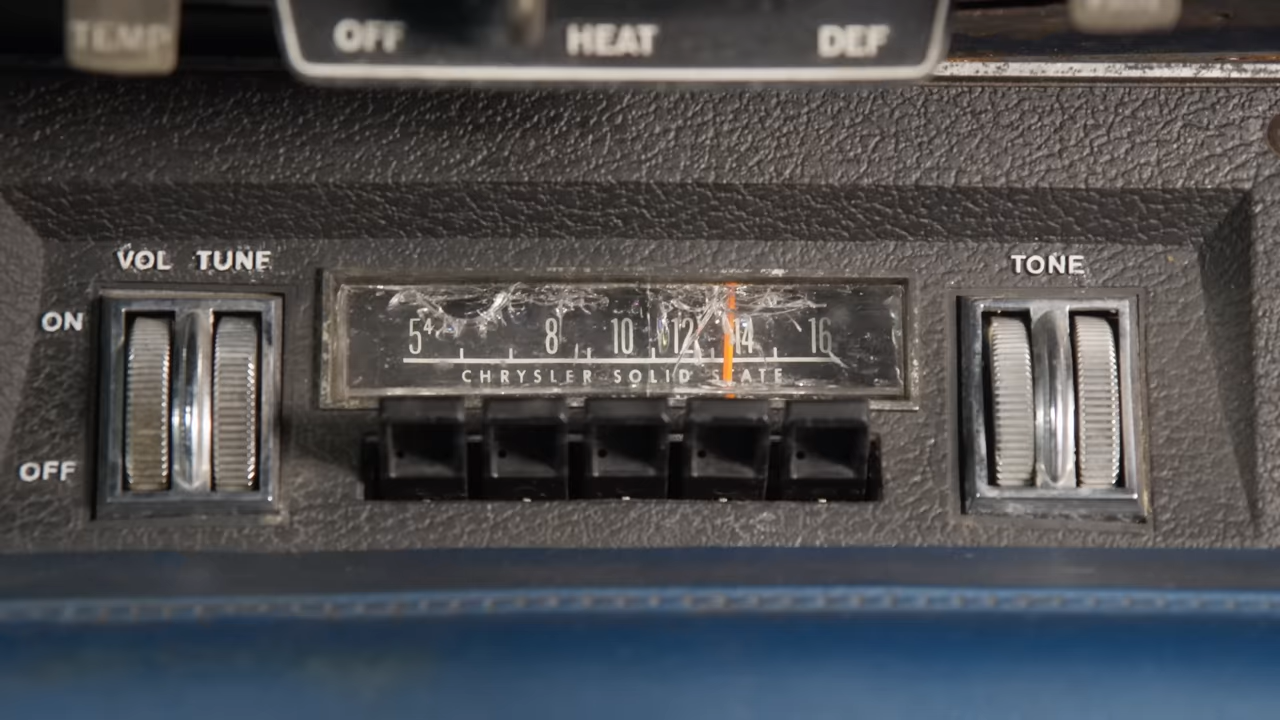 TEMP
OFF HEAT DEF
VOL TUNE
TONE
ON
54 8 10 12 14 16
CHRYSLER SOLID STATE
OFF